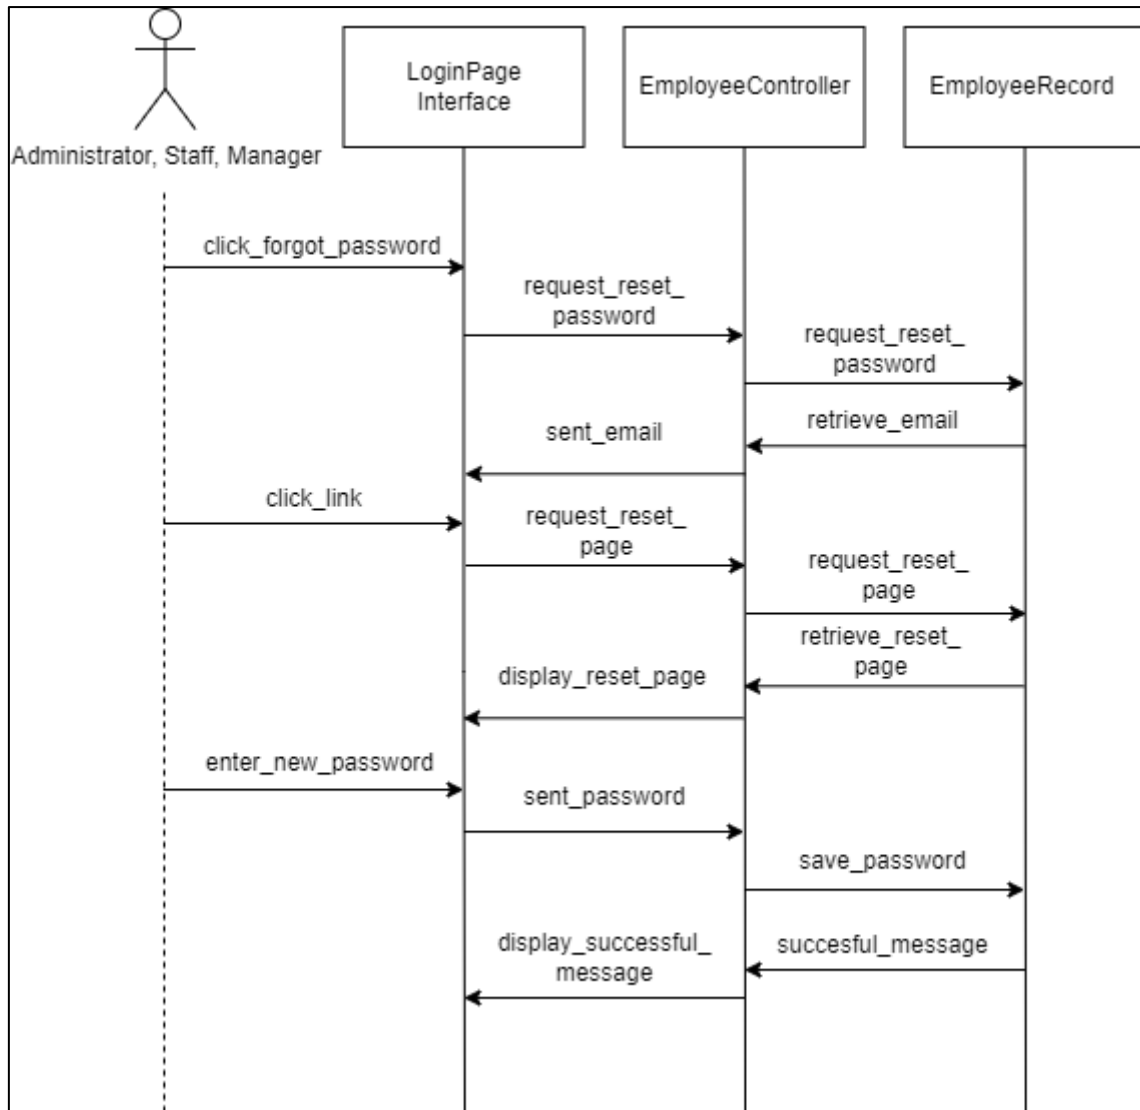 LoginPage
Interface
EmployeeController
EmployeeRecord
Administrator, Staff, Manager
click_forgot_password
request_reset_
password
request_reset_
password
retrieve_email
sent_email
click_link
request_reset_
page
request_reset_
page
retrieve_reset_
page
display_reset_page
enter_new_password
sent_password
save_password
succesful_message
display_successful_
message